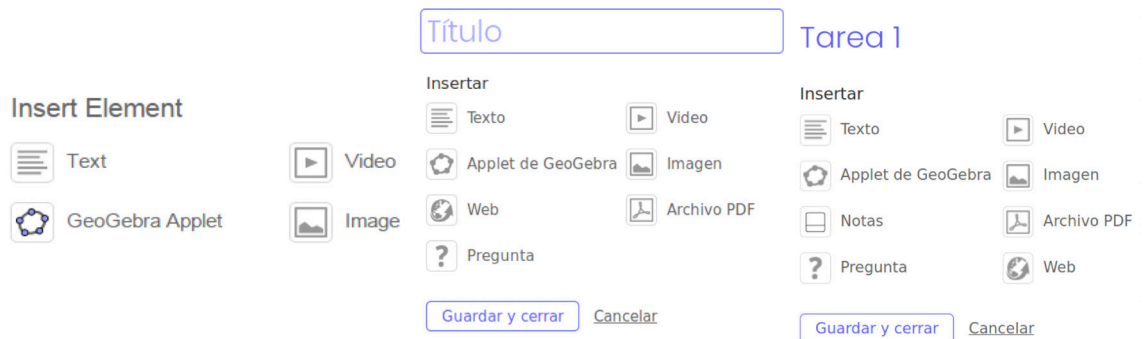 Insert Element
Text
Video
GeoGebra Applet
Image
Título
Insertar
Texto
Video
Applet de GeoGebra
Imagen
Web
Archivo PDF
Pregunta
Guardar y cerrar
Cancelar
Tarea 1
Insertar
Texto
Video
Applet de GeoGebra
Imagen
Notas
Archivo PDF
Pregunta
Web
Guardar y cerrar
Cancelar